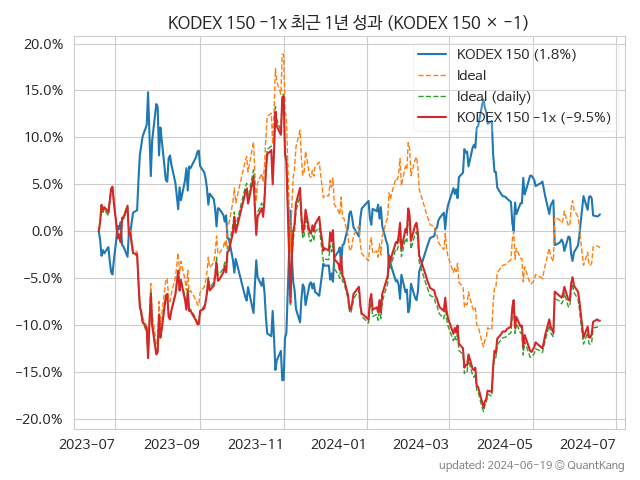 KODEX 150 −1x 최근 1년 성과 (KODEX 150 × −1)
KODEX 150 (1.8%)
Ideal
Ideal (daily)
KODEX 150 −1x (−9.5%)
20.0%
15.0%
10.0%
5.0%
0.0%
−5.0%
−10.0%
−15.0%
−20.0%
2023-07 2023-09 2023-11 2024-01 2024-03 2024-05 2024-07
updated: 2024-06-19 ⓒ QuantKang